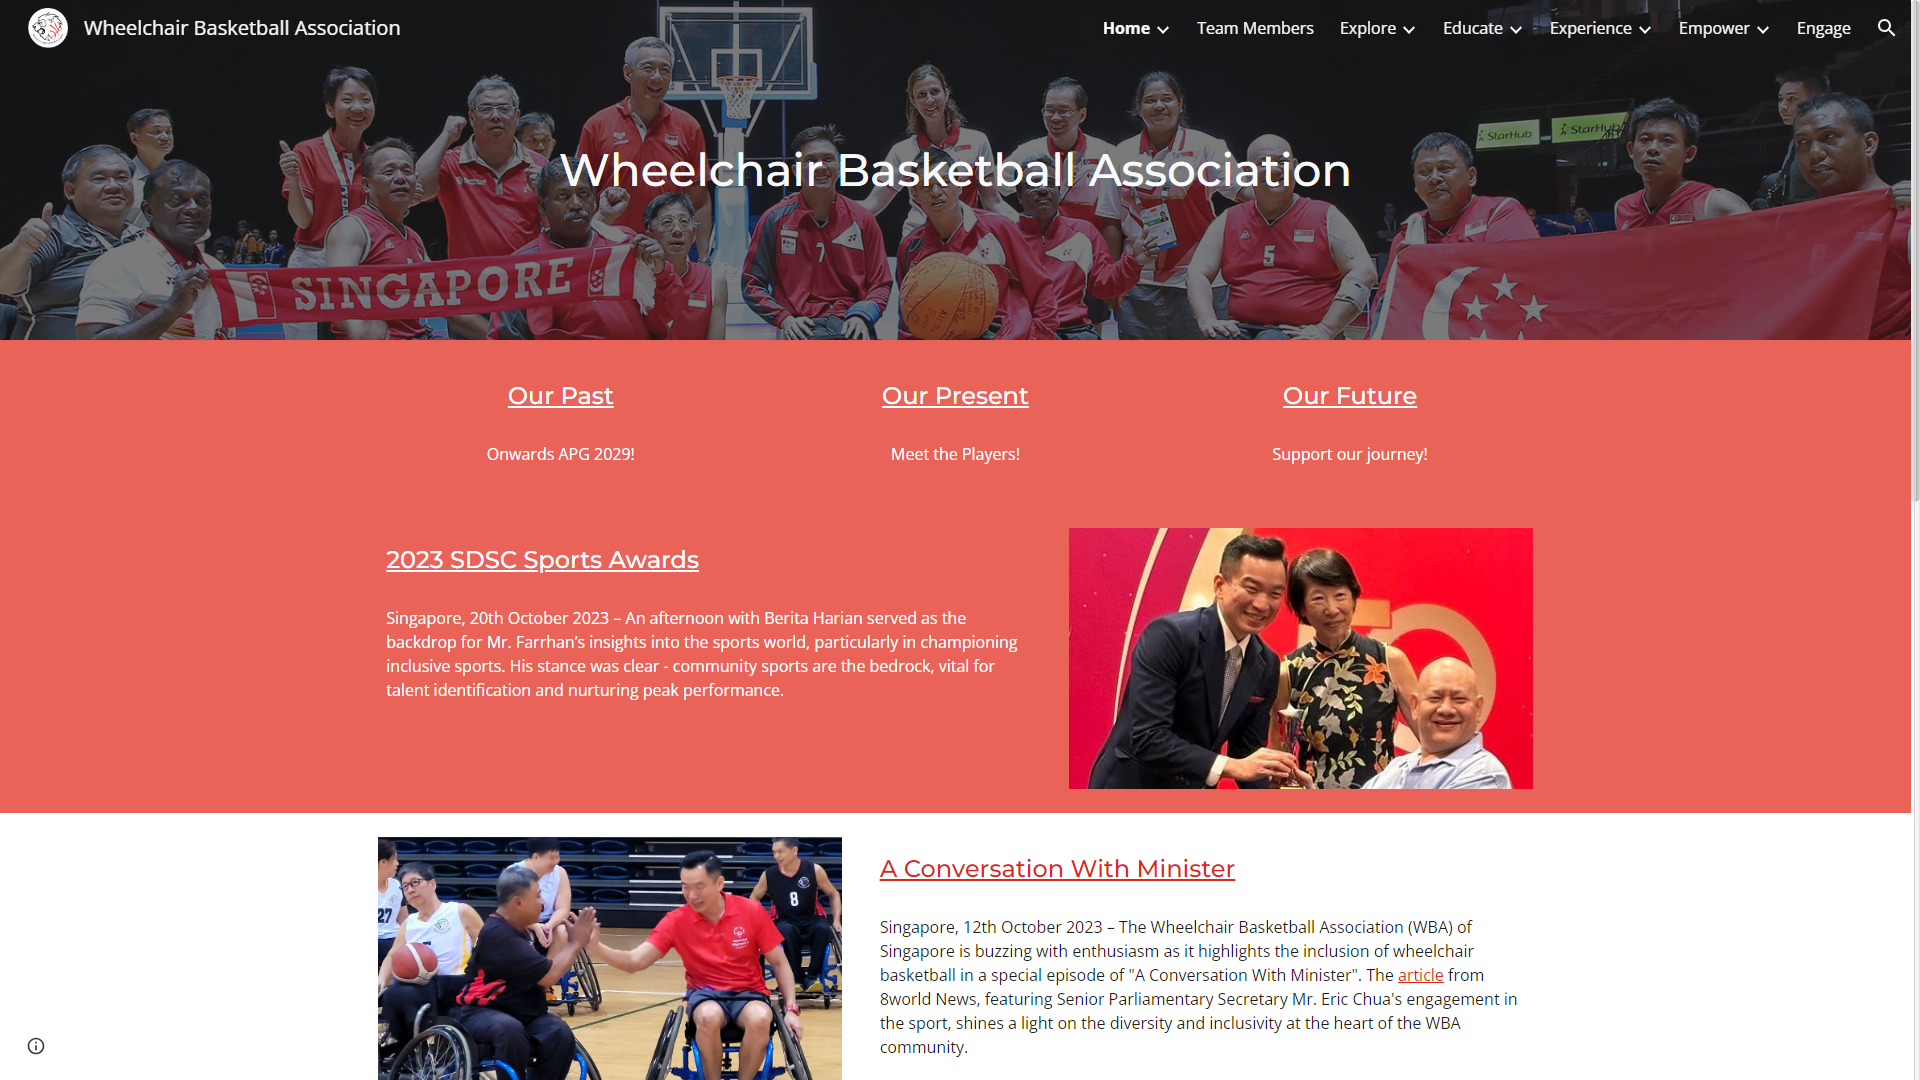 Wheelchair Basketball Association
Home
Team Members
Explore
Educate
Experience
Empower
Engage
StarHub
StarHub
Wheelchair Basketball Association
7
5
SINGAPORE
Our Past
Our Present
Our Future
Onwards APG 2029!
Meet the Players!
Support our journey!
2023 SDSC Sports Awards
Singapore, 20th October 2023 – An afternoon with Berita Harian served as the
backdrop for Mr. Farrhan’s insights into the sports world, particularly in championing
inclusive sports. His stance was clear - community sports are the bedrock, vital for
talent identification and nurturing peak performance.
A Conversation With Minister
8
27
Singapore, 12th October 2023 – The Wheelchair Basketball Association (WBA) of
Singapore is buzzing with enthusiasm as it highlights the inclusion of wheelchair
basketball in a special episode of "A Conversation With Minister". The article from
8world News, featuring Senior Parliamentary Secretary Mr. Eric Chua's engagement in
the sport, shines a light on the diversity and inclusivity at the heart of the WBA
community.